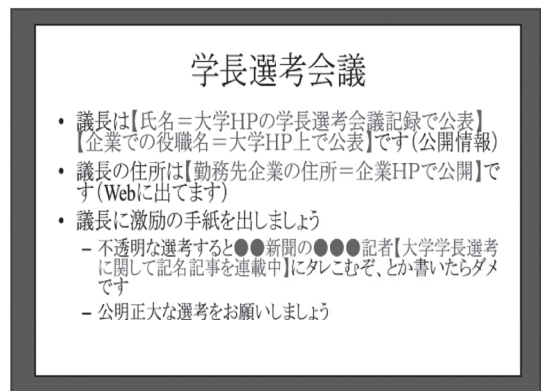 学長選考会議
• 議長は【氏名＝大学HPの学長選考会議記録で公表】
【企業での役職名＝大学HP上で公表】です（公開情報）
• 議長の住所は【勤務先企業の住所＝企業HPで公開】で
す（Webに出てます）
• 議長に激励の手紙を出しましょう
– 不透明な選考すると●●新聞の●●●記者【大学学長選考
に関して記名記事を連載中】にタレこむぞ、とか書いたらダメ
です
– 公明正大な選考をお願いしましょう